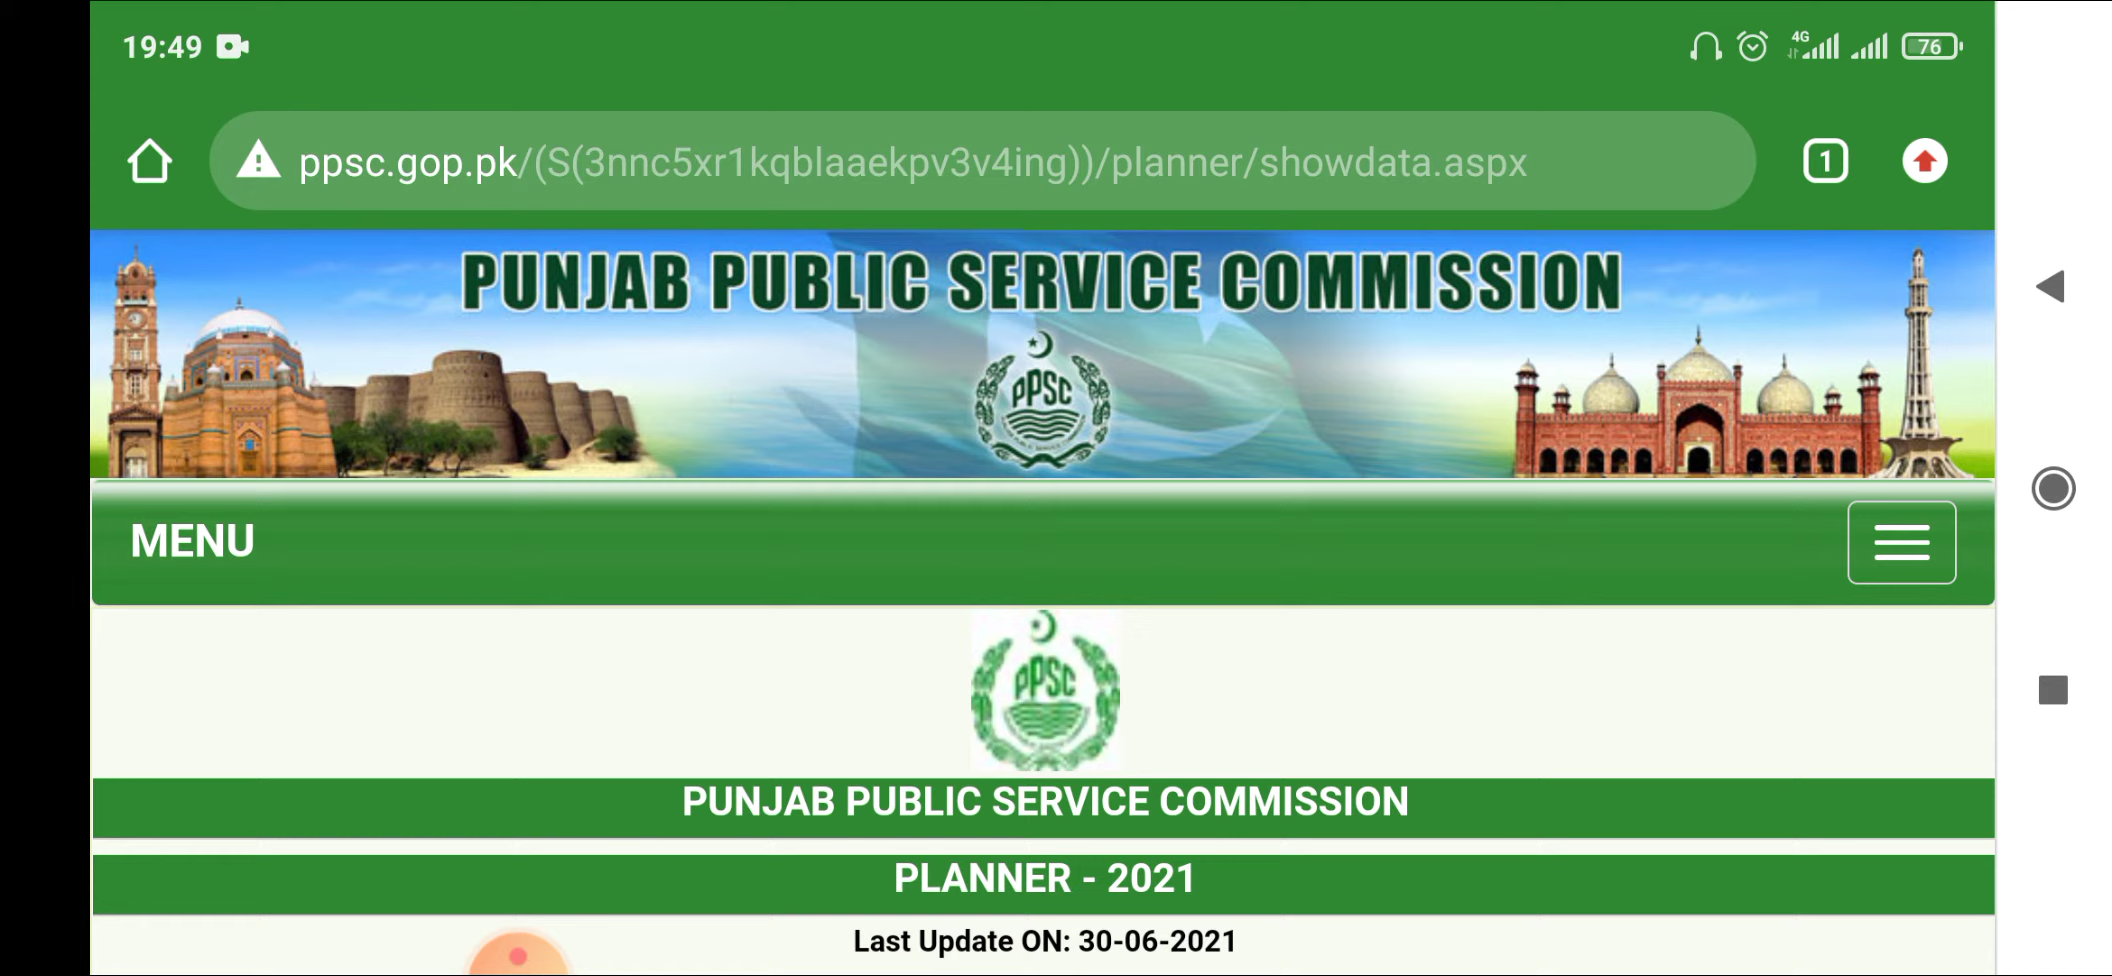 19:49
4G
76
ppsc.gop.pk/(S(3nnc5xr1kqblaaekpv3v4ing))/planner/showdata.aspx
1
PUNJAB PUBLIC SERVICE COMMISSION
PPSC
MENU
PPSC
PUNJAB PUBLIC SERVICE COMMISSION
PLANNER - 2021
Last Update ON: 30-06-2021